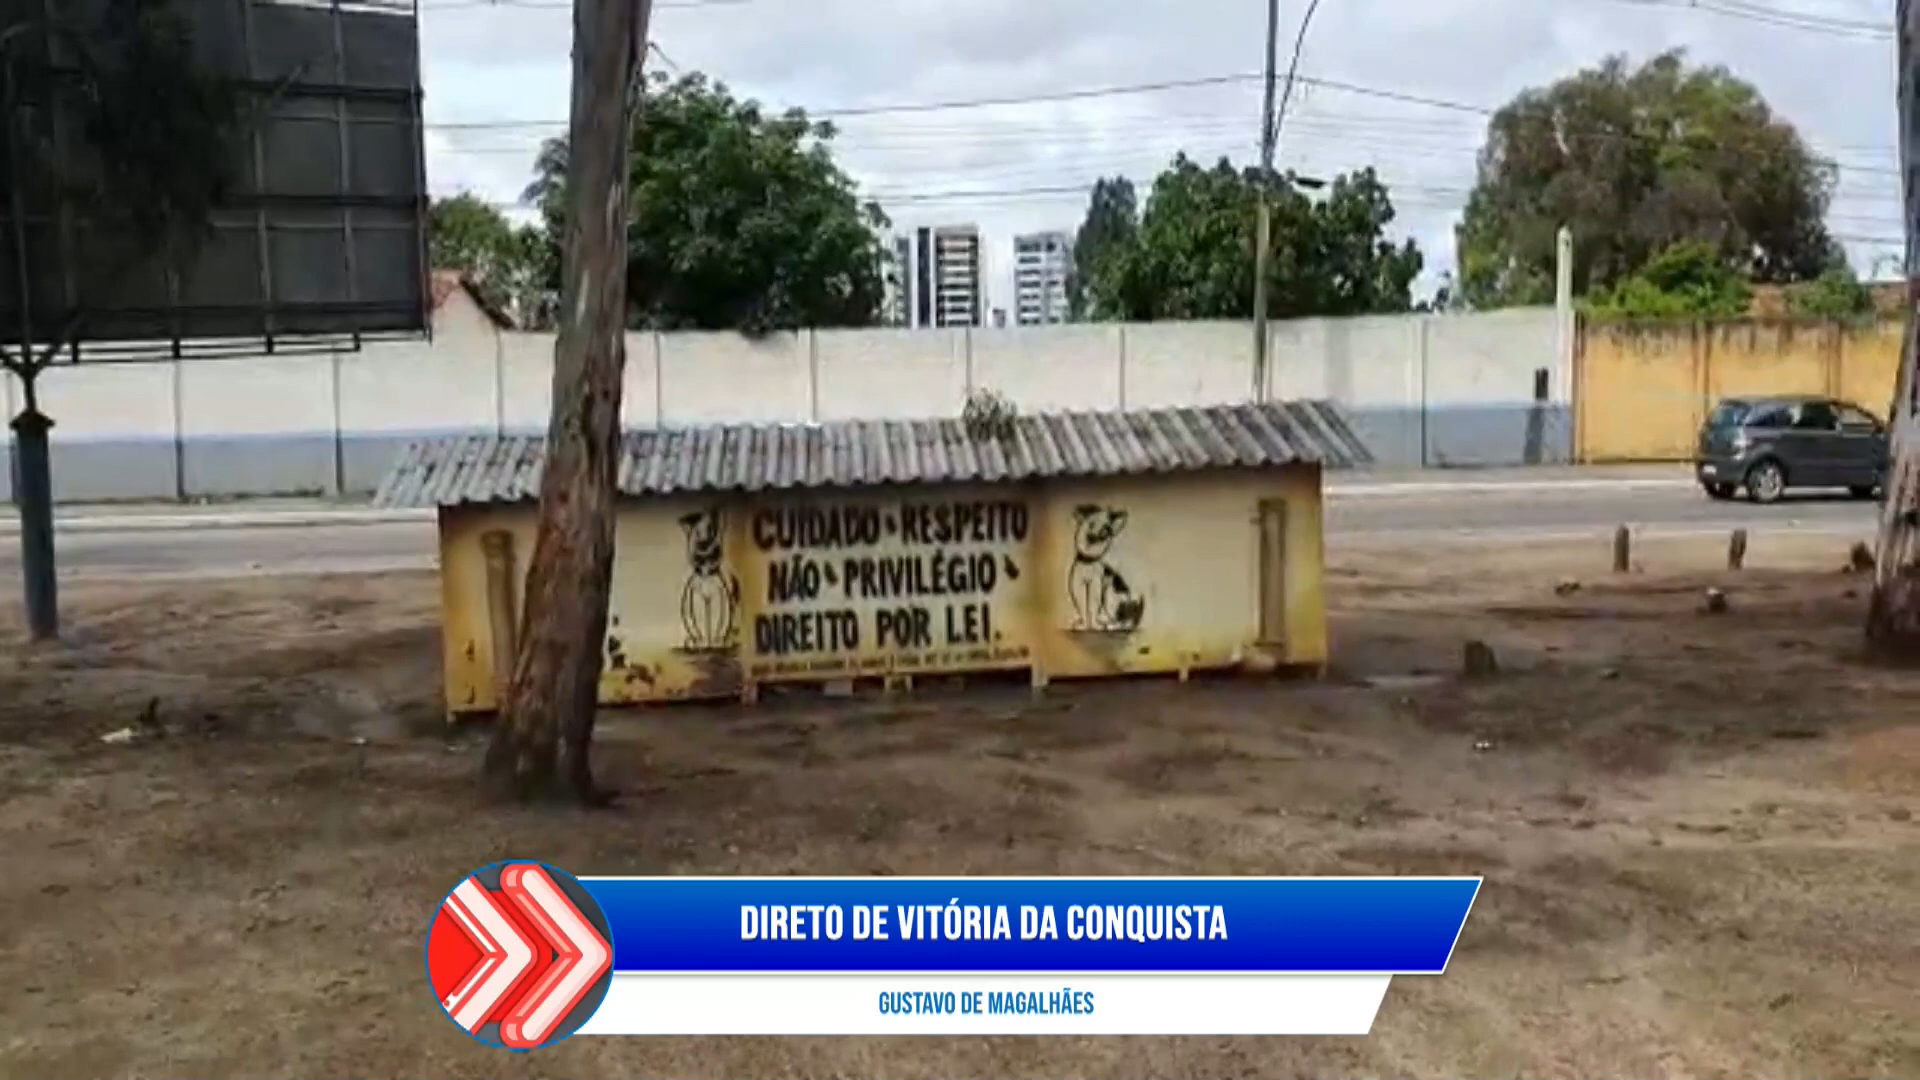 CUIDADO RESPEITO
NÃO PRIVILÉGIO
DIREITO POR LEI.
DIRETO DE VITÓRIA DA CONQUISTA
GUSTAVO DE MAGALHÃES